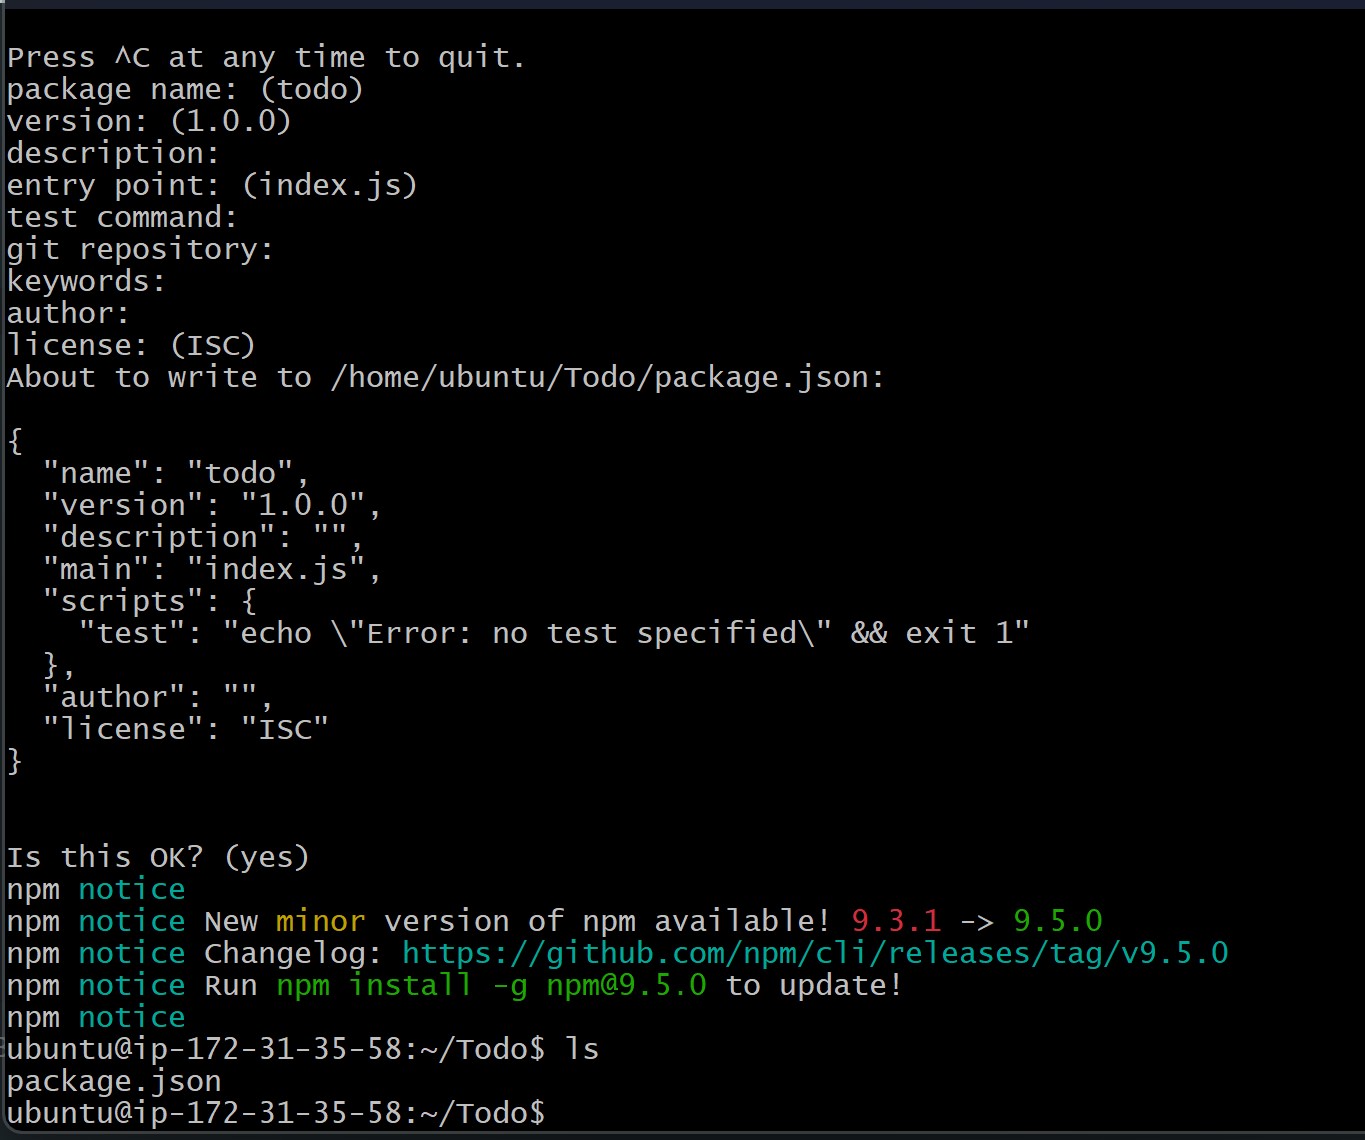 Press ^C at any time to quit.
package name: (todo)
version: (1.0.0)
description:
entry point: (index.js)
test command:
git repository:
keywords:
author:
license: (ISC)
About to write to /home/ubuntu/Todo/package.json:

{
  "name": "todo",
  "version": "1.0.0",
  "description": "",
  "main": "index.js",
  "scripts": {
    "test": "echo \"Error: no test specified\" && exit 1"
  },
  "author": "",
  "license": "ISC"
}


Is this OK? (yes)
npm notice
npm notice New minor version of npm available! 9.3.1 -> 9.5.0
npm notice Changelog: https://github.com/npm/cli/releases/tag/v9.5.0
npm notice Run npm install -g npm@9.5.0 to update!
npm notice
ubuntu@ip-172-31-35-58:~/Todo$ ls
package.json
ubuntu@ip-172-31-35-58:~/Todo$